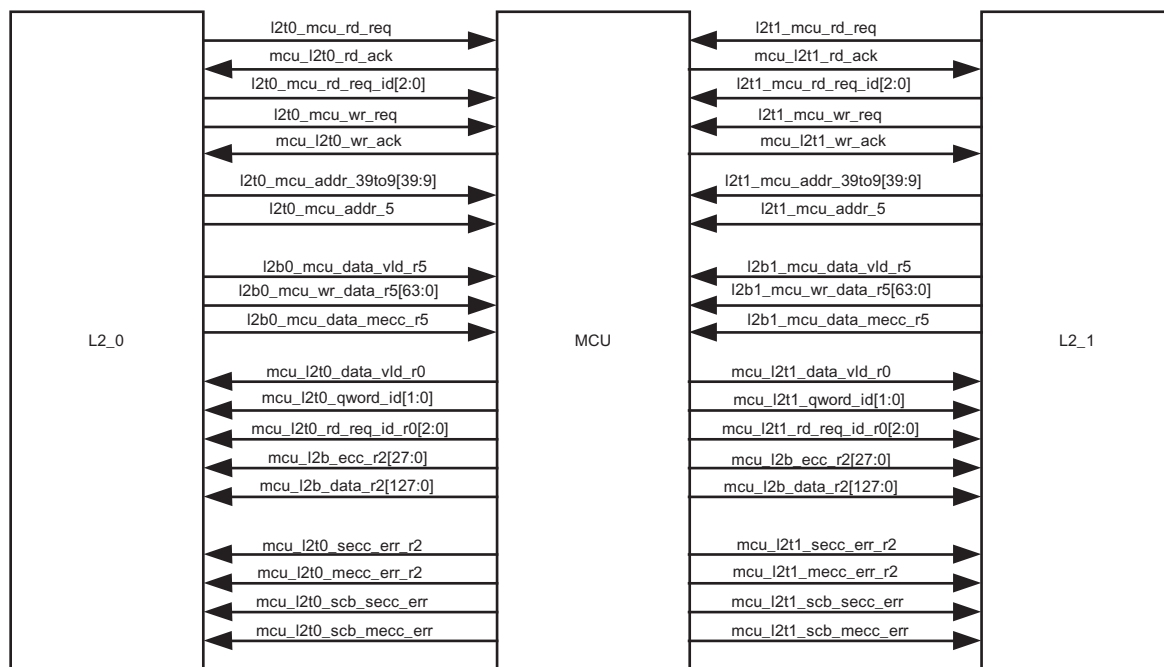 l2t0_mcu_rd_req
mcu_l2t0_rd_ack
l2t0_mcu_rd_req_id[2:0]
l2t0_mcu_wr_req
mcu_l2t0_wr_ack
l2t0_mcu_addr_39to9[39:9]
l2t0_mcu_addr_5
l2b0_mcu_data_vld_r5
l2b0_mcu_wr_data_r5[63:0]
l2b0_mcu_data_mecc_r5
L2_0
MCU
L2_1
mcu_l2t0_data_vld_r0
mcu_l2t0_qword_id[1:0]
mcu_l2t0_rd_req_id_r0[2:0]
mcu_l2b_ecc_r2[27:0]
mcu_l2b_data_r2[127:0]
mcu_l2t0_secc_err_r2
mcu_l2t0_mecc_err_r2
mcu_l2t0_scb_secc_err
mcu_l2t0_scb_mecc_err
l2t1_mcu_rd_req
mcu_l2t1_rd_ack
l2t1_mcu_rd_req_id[2:0]
l2t1_mcu_wr_req
mcu_l2t1_wr_ack
l2t1_mcu_addr_39to9[39:9]
l2t1_mcu_addr_5
l2b1_mcu_data_vld_r5
l2b1_mcu_wr_data_r5[63:0]
l2b1_mcu_data_mecc_r5
mcu_l2t1_data_vld_r0
mcu_l2t1_qword_id[1:0]
mcu_l2t1_rd_req_id_r0[2:0]
mcu_l2b_ecc_r2[27:0]
mcu_l2b_data_r2[127:0]
mcu_l2t1_secc_err_r2
mcu_l2t1_mecc_err_r2
mcu_l2t1_scb_secc_err
mcu_l2t1_scb_mecc_err